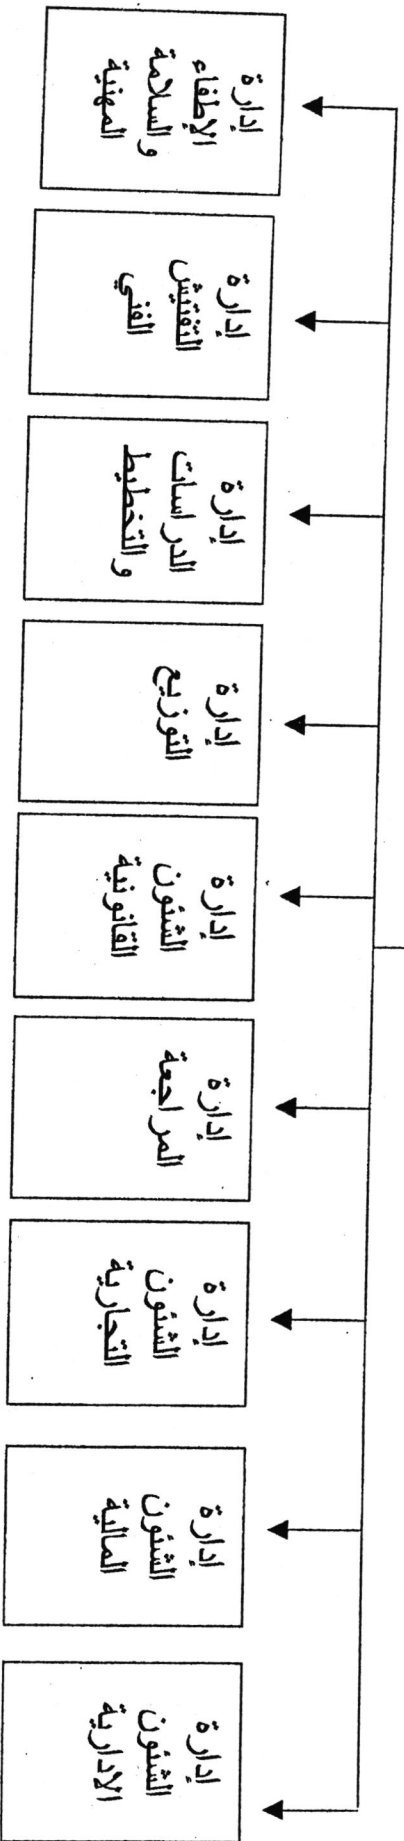 إدارة
الشئون
الإدارية
إدارة
الشئون
المالية
إدارة
الشئون
التجارية
إدارة
المراجعة
إدارة
الشئون
القانونية
إدارة
التوزيع
إدارة
الدراسات
والتخطيط
إدارة
التفتيش
الفني
إدارة
الإطفاء
والسلامة
المهنية